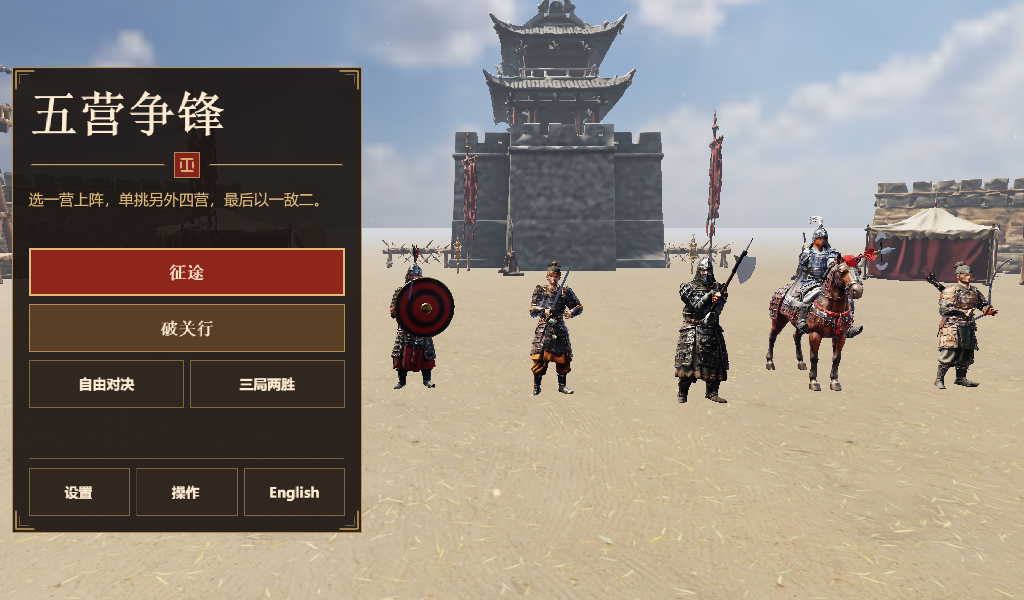 五营争锋
选一营上阵，单挑另外四营，最后以一敌二。
征途
破关行
自由对决
三局两胜
设置
操作
English